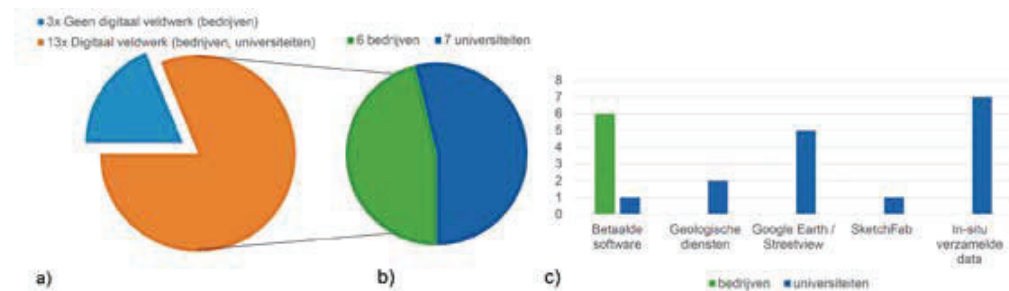 3x Geen digitaal veldwerk (bedrijven)
13x Digitaal veldwerk (bedrijven, universiteiten)
6 bedrijven 7 universiteiten
a)
b)
8
7
6
5
4
3
2
1
0
Betaalde software
Geologische diensten
Google Earth / Streetview
SketchFab
In-situ verzamelde data
c)
bedrijven universiteiten